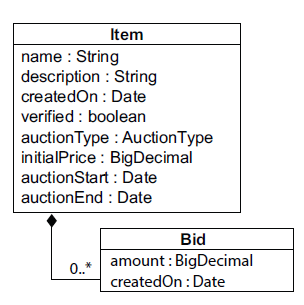 Item
name : String
description : String
createdOn : Date
verified : boolean
auctionType : AuctionType
initialPrice : BigDecimal
auctionStart : Date
auctionEnd : Date
0..*
Bid
amount : BigDecimal
createdOn : Date